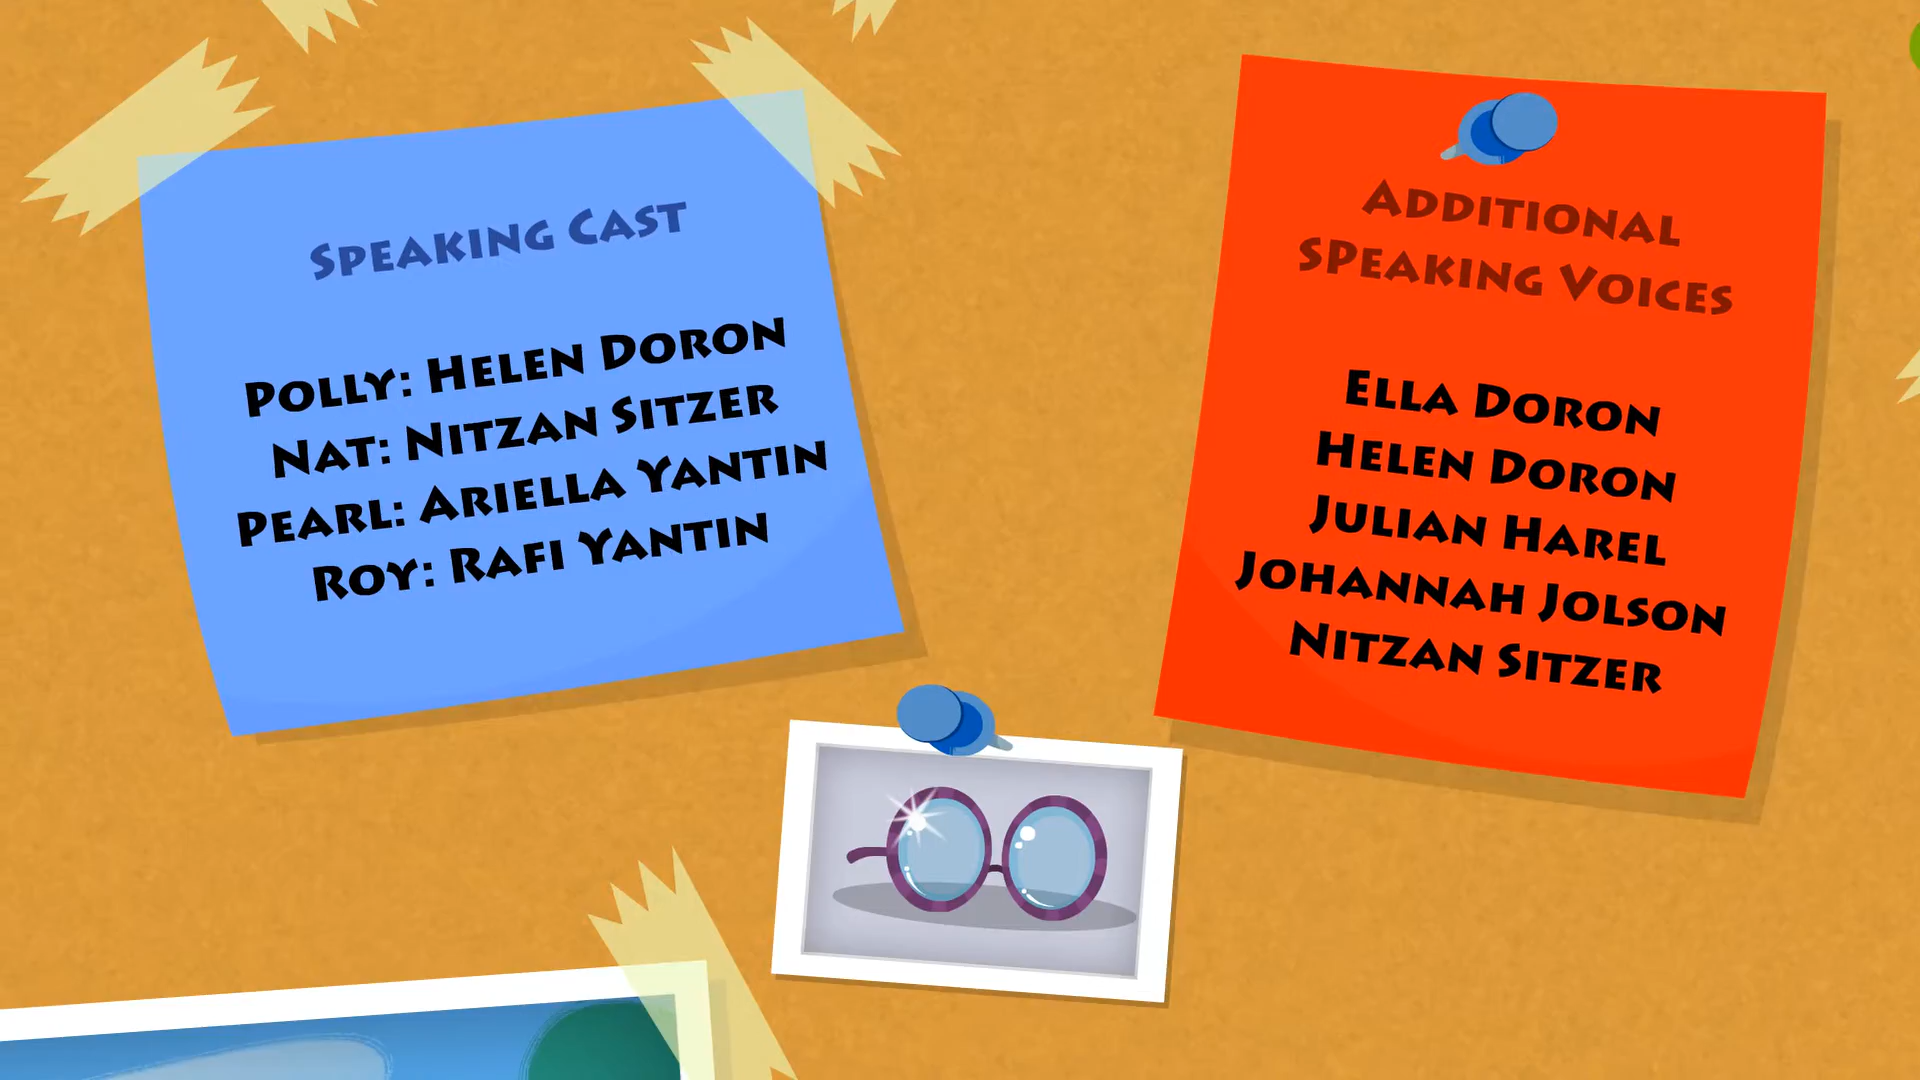 Speaking Cast
Polly: Helen Doron
Nat: Nitzan Sitzer
Pearl: Ariella Yantin
Roy: Rafi Yantin
Additional
Speaking Voices
Ella Doron
Helen Doron
Julian Harel
Johannah Jolson
Nitzan Sitzer